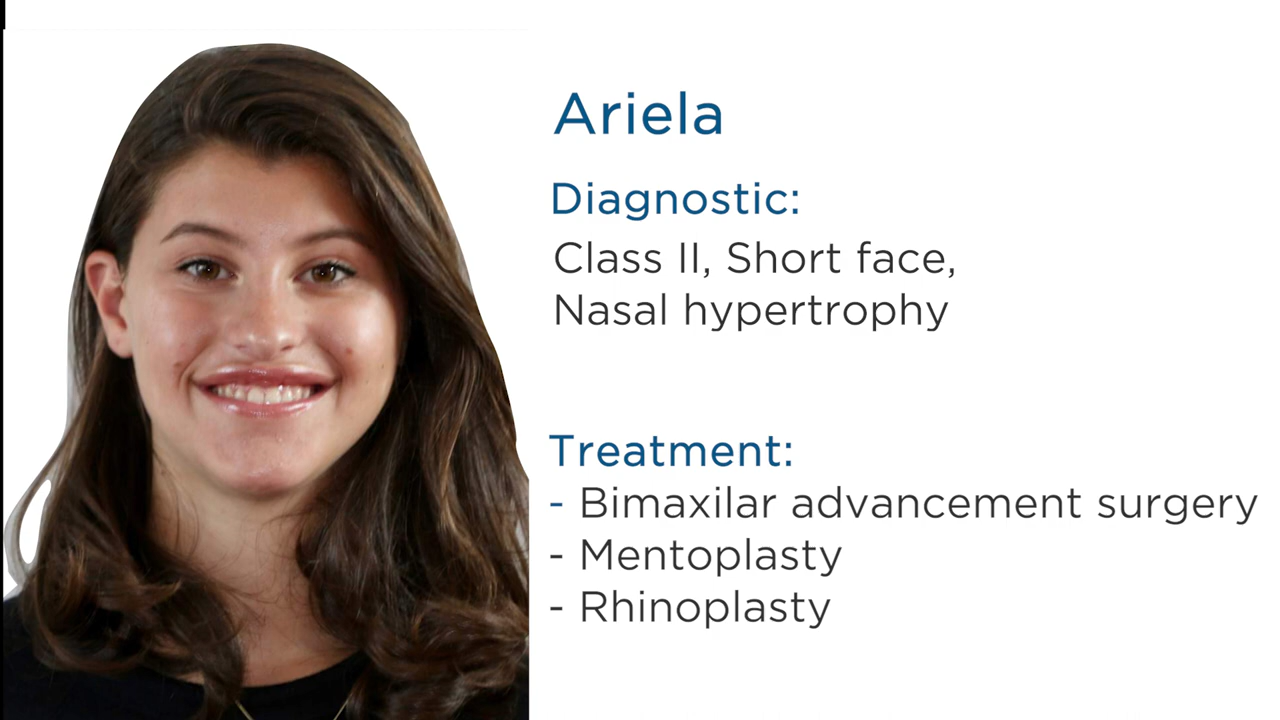 Ariela
Diagnostic:
Class II, Short face,
Nasal hypertrophy
Treatment:
- Bimaxilar advancement surgery
- Mentoplasty
- Rhinoplasty